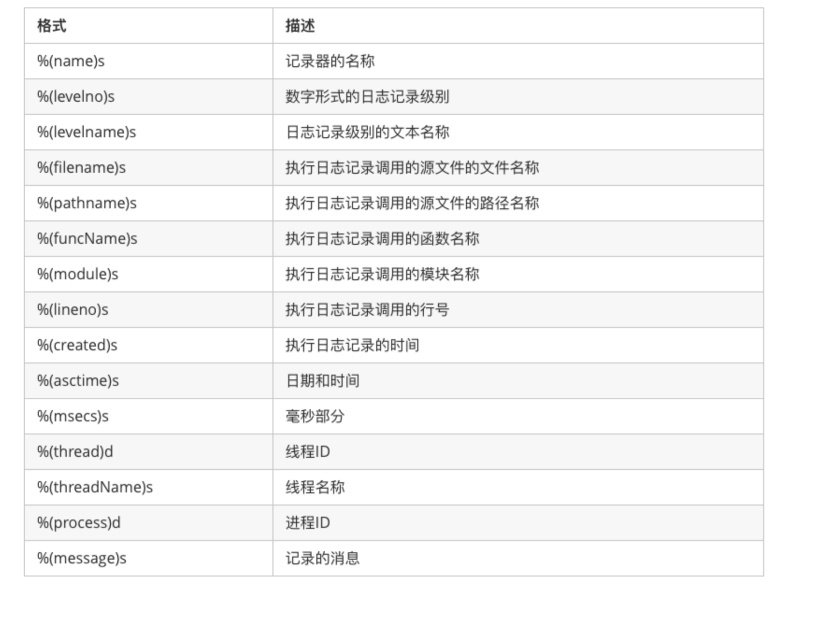 格式 描述
%(name)s 记录器的名称
%(levelno)s 数字形式的日志记录级别
%(levelname)s 日志记录级别的文本名称
%(filename)s 执行日志记录调用的源文件的文件名称
%(pathname)s 执行日志记录调用的源文件的路径名称
%(funcName)s 执行日志记录调用的函数名称
%(module)s 执行日志记录调用的模块名称
%(lineno)s 执行日志记录调用的行号
%(created)s 执行日志记录的时间
%(asctime)s 日期和时间
%(msecs)s 毫秒部分
%(thread)d 线程ID
%(threadName)s 线程名称
%(process)d 进程ID
%(message)s 记录的消息